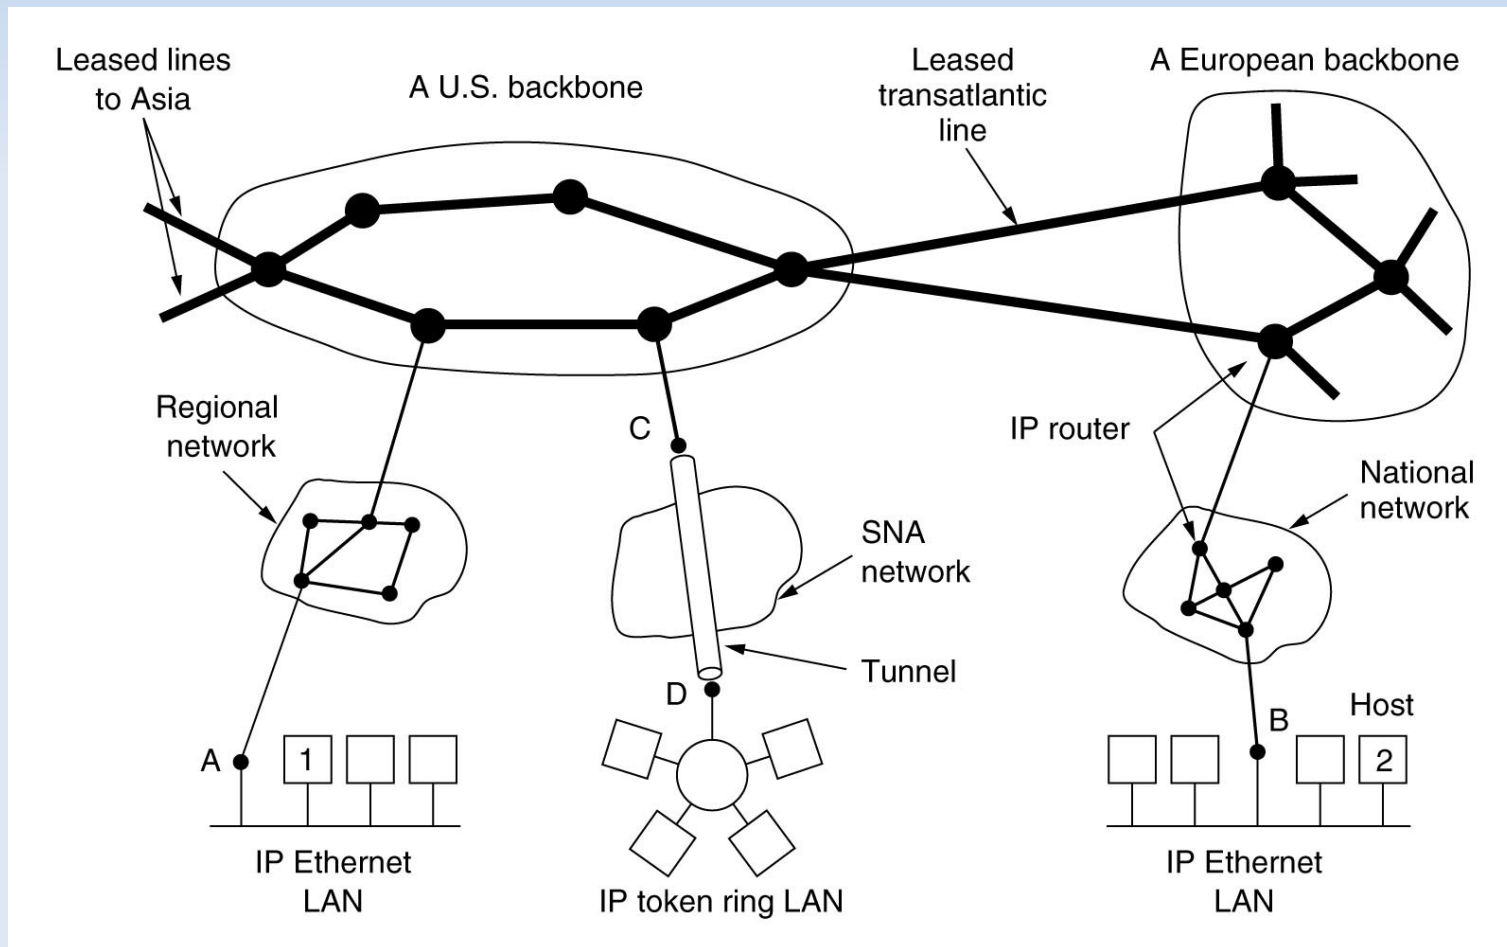 Leased lines
to Asia
A U.S. backbone
Leased
transatlantic
line
A European backbone
Regional
network
C
IP router
National
network
SNA
network
Tunnel
D
A
1
B
Host
2
IP Ethernet
LAN
IP token ring LAN
IP Ethernet
LAN